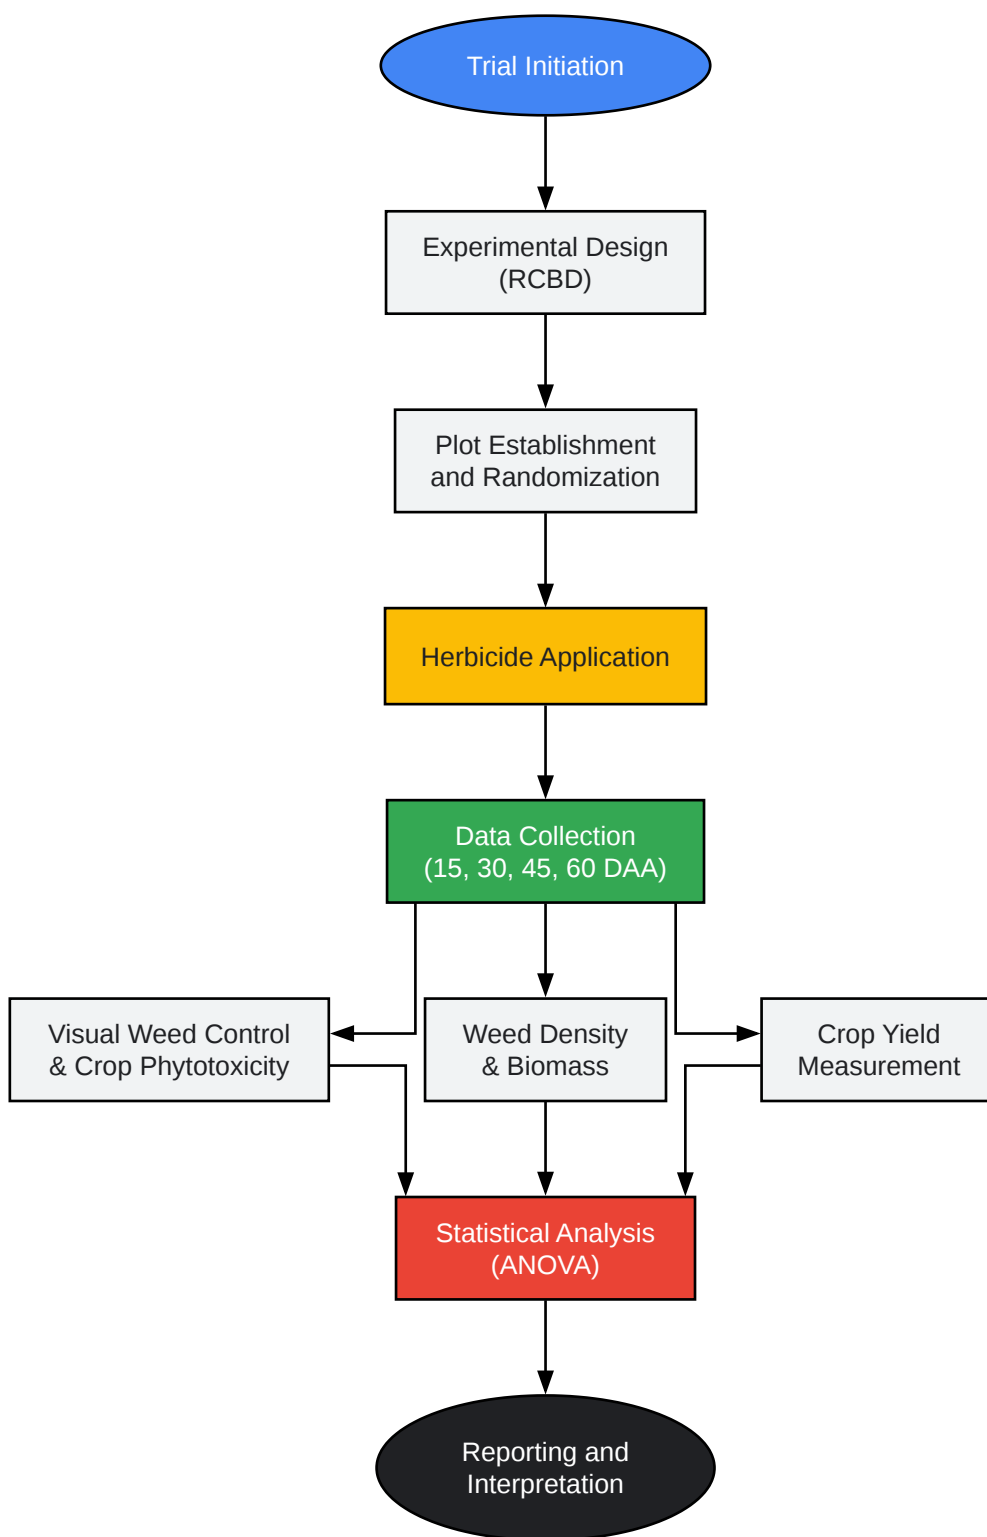 Trial Initiation
Experimental Design
(RCBD)
Plot Establishment
and Randomization
Herbicide Application
Data Collection
(15, 30, 45, 60 DAA)
Visual Weed Control
& Crop Phytotoxicity
Weed Density
& Biomass
Crop Yield
Measurement
Statistical Analysis
(ANOVA)
Reporting and
Interpretation